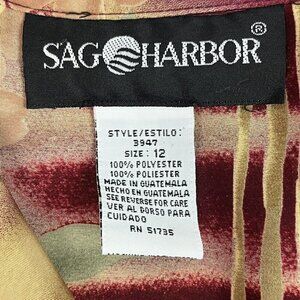 SAG HARBOR®
STYLE/ESTILO:
3947
SIZE: 12
100% POLYESTER
100% POLYESTER
MADE IN GUATEMALA
HECHO EN GUATEMALA
SEE REVERSE FOR CARE
VER AL DORSO PARA
CUIDADO
RN 51735